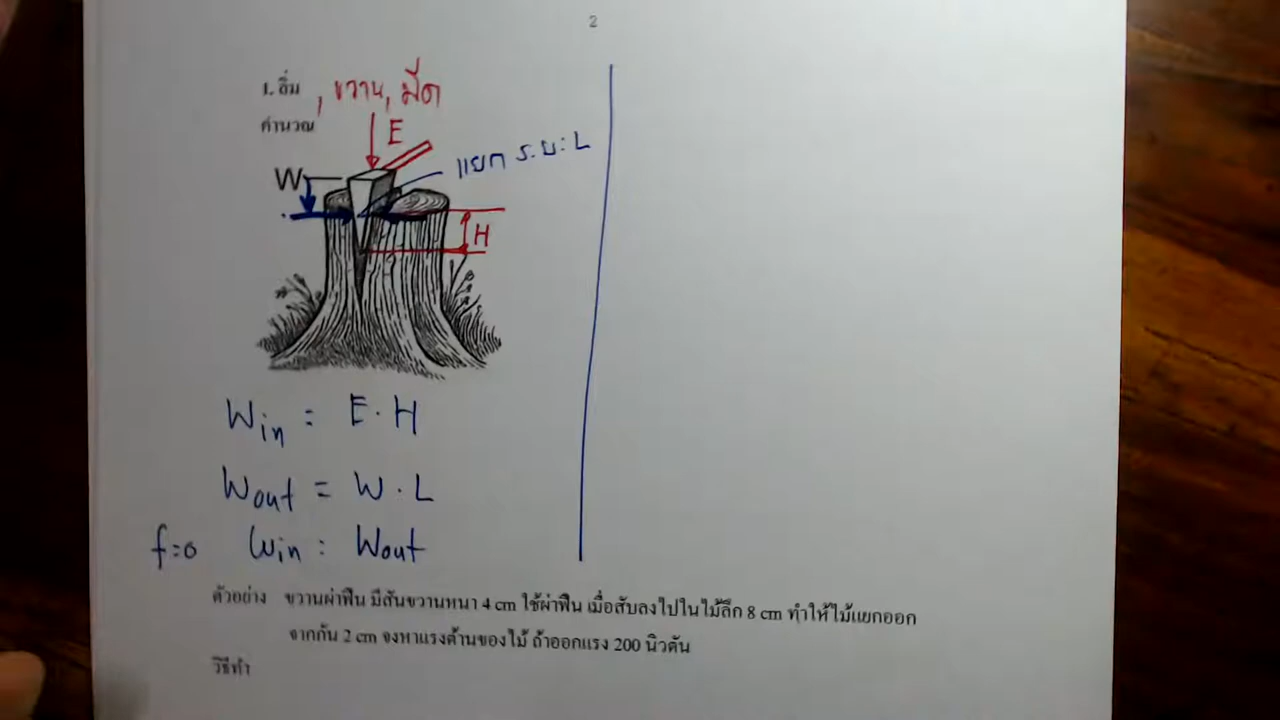 2
1. ลิ่ม , ขวาน, มีด
คำนวณ
E
แยก ระยะ L
W
H
Win = E · H
Wout = W · L
f=0 Win = Wout
ตัวอย่าง ขวานผ่าฟืน มีสันขวานหนา 4 cm ใช้ผ่าฟืน เมื่อสับลงไปในไม้ลึก 8 cm ทำให้ไม้แยกออก
จากกัน 2 cm จงหาแรงต้านของไม้ ถ้าออกแรง 200 นิวตัน
วิธีทำ